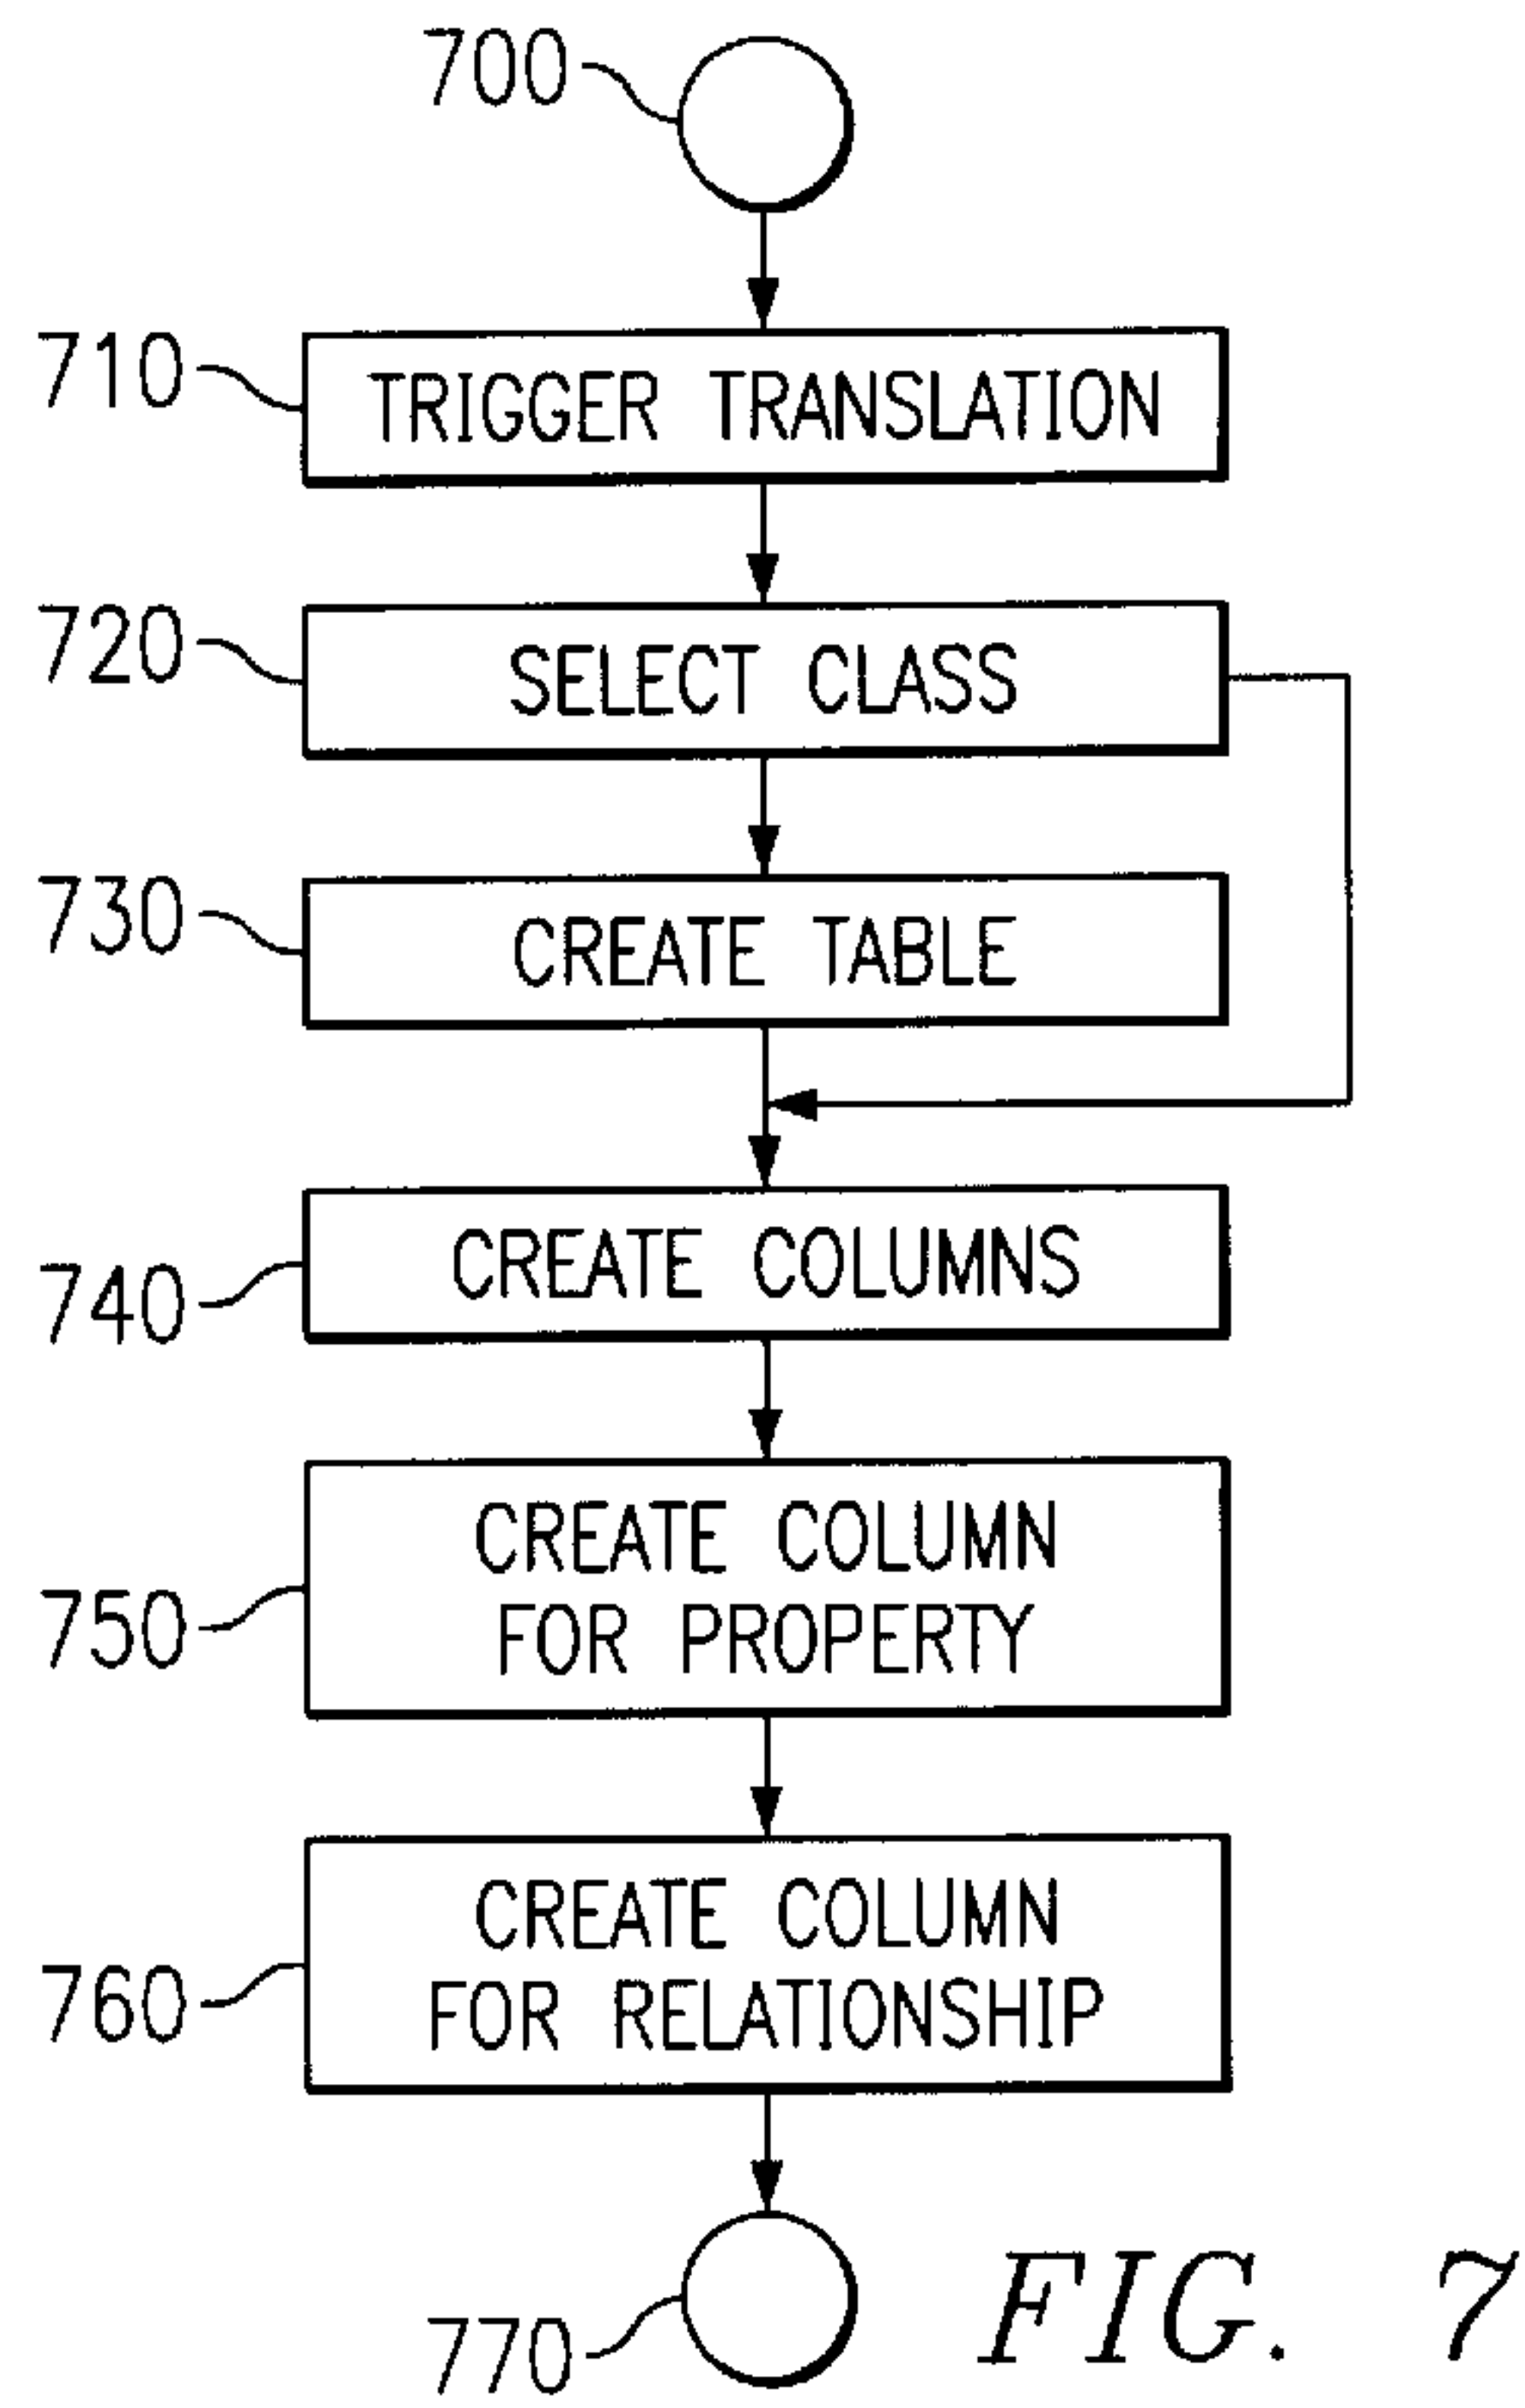 700
710
TRIGGER TRANSLATION
720
SELECT CLASS
730
CREATE TABLE
740
CREATE COLUMNS
750
CREATE COLUMN
FOR PROPERTY
760
CREATE COLUMN
FOR RELATIONSHIP
770
FIG. 7